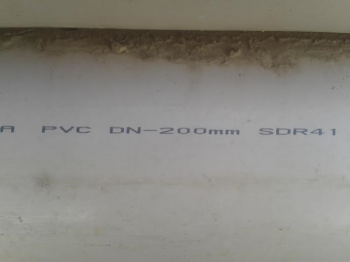 A PVC DN-200mm SDR41